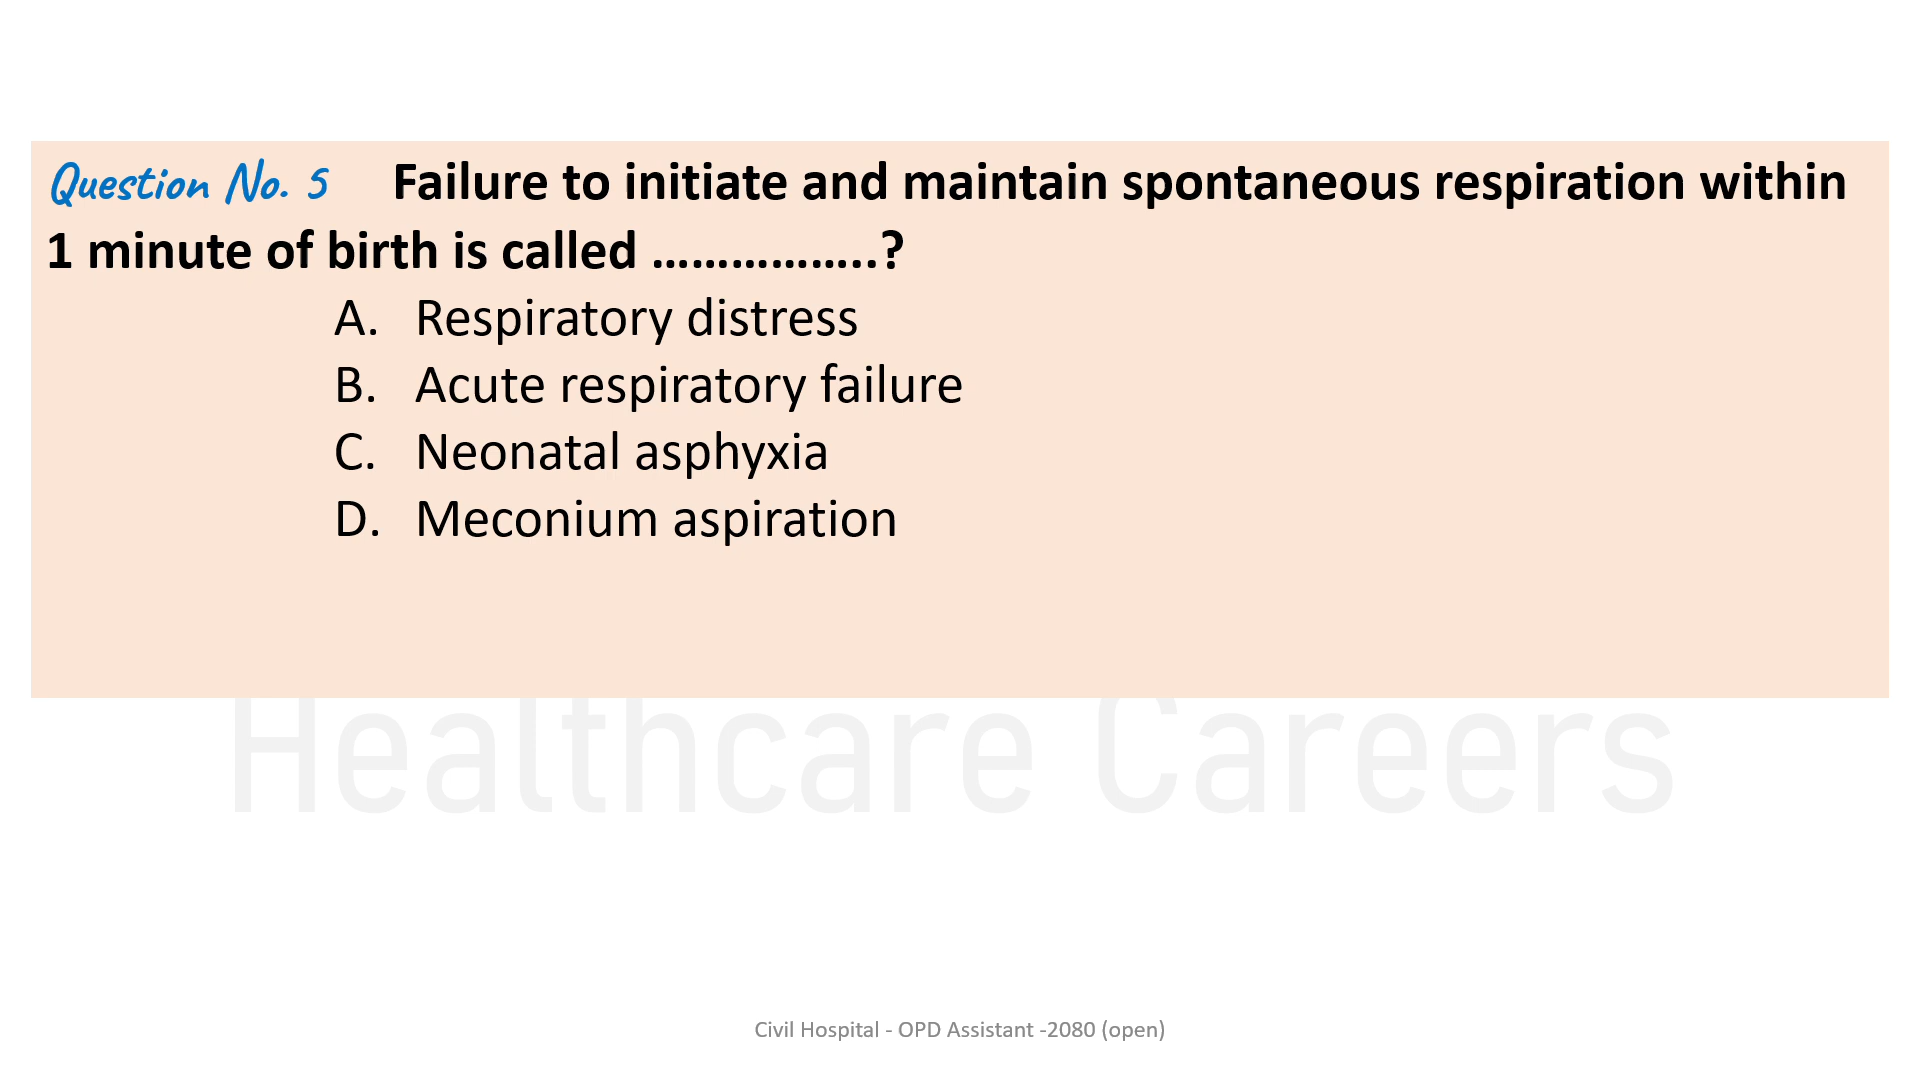 Question No. 5 Failure to initiate and maintain spontaneous respiration within
1 minute of birth is called ……………..?
A. Respiratory distress
B. Acute respiratory failure
C. Neonatal asphyxia
D. Meconium aspiration
Healthcare Careers
Civil Hospital - OPD Assistant -2080 (open)